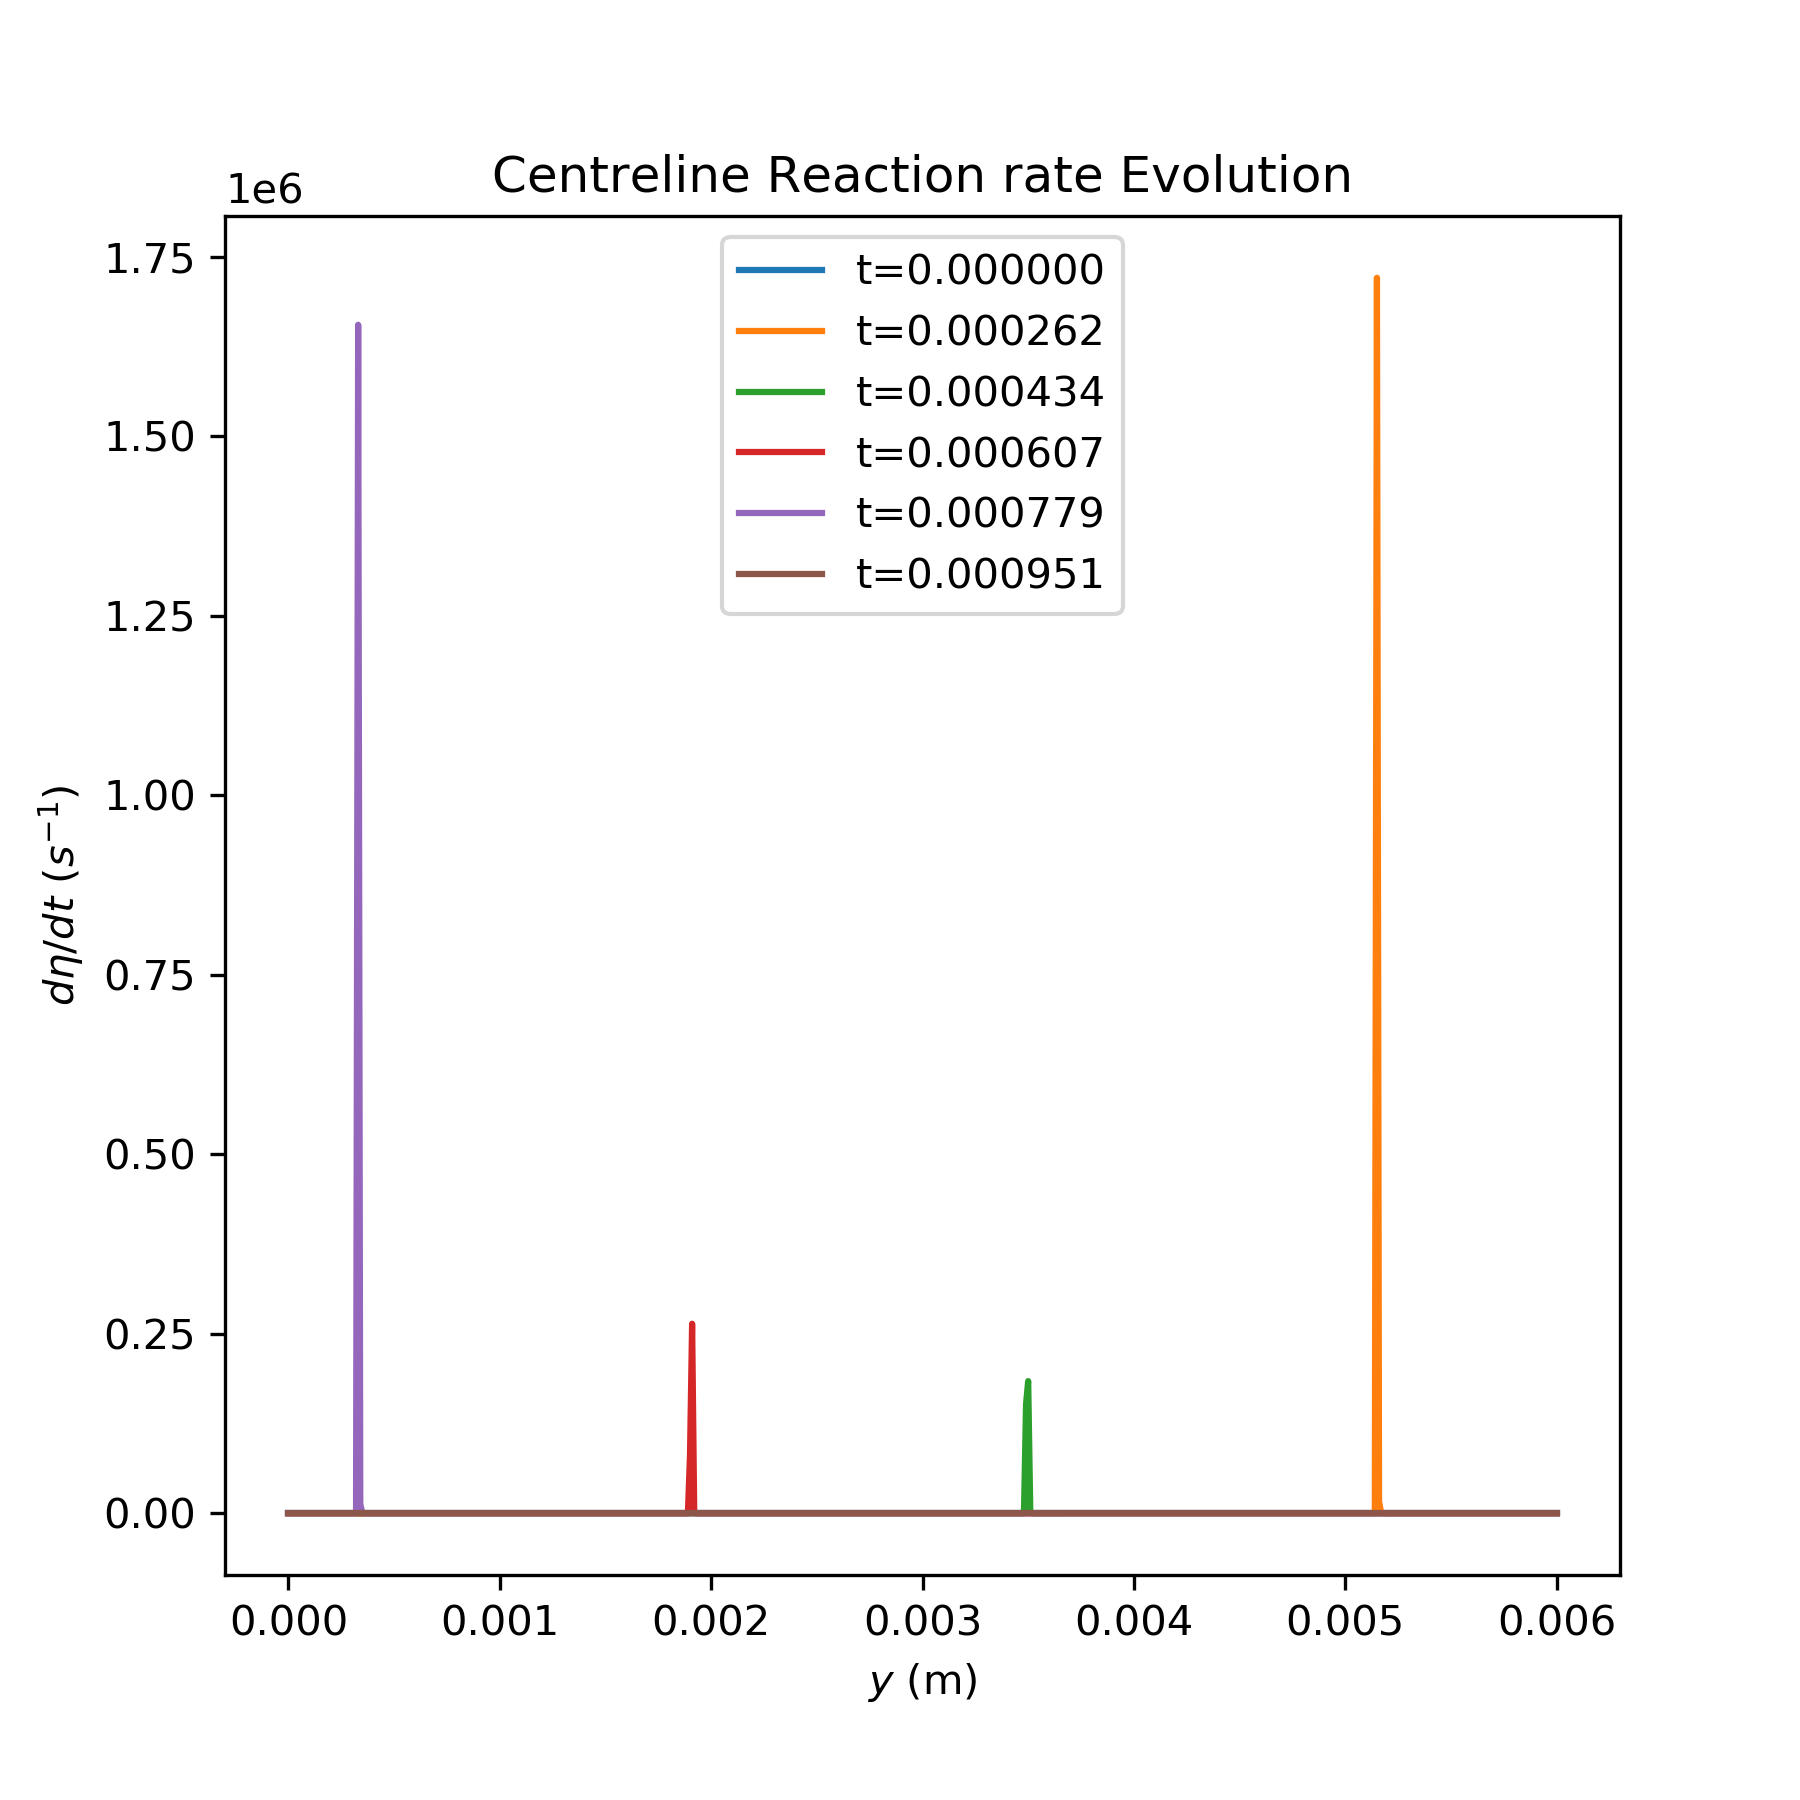 Centreline Reaction rate Evolution
1e6
1.75
1.50
1.25
1.00
0.75
0.50
0.25
0.00
dη/dt (s⁻¹)
t=0.000000
t=0.000262
t=0.000434
t=0.000607
t=0.000779
t=0.000951
0.000 0.001 0.002 0.003 0.004 0.005 0.006
y (m)